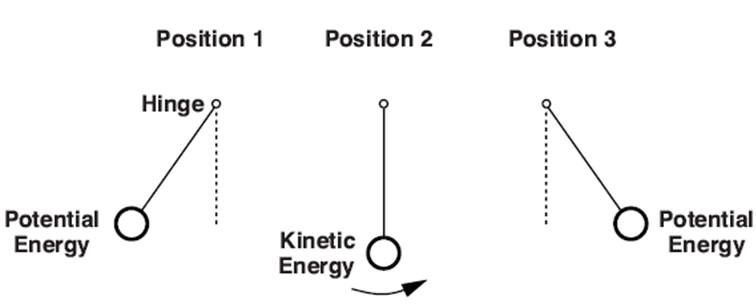 Position 1
Position 2
Position 3
Hinge
Potential
Energy
Kinetic
Energy
Potential
Energy